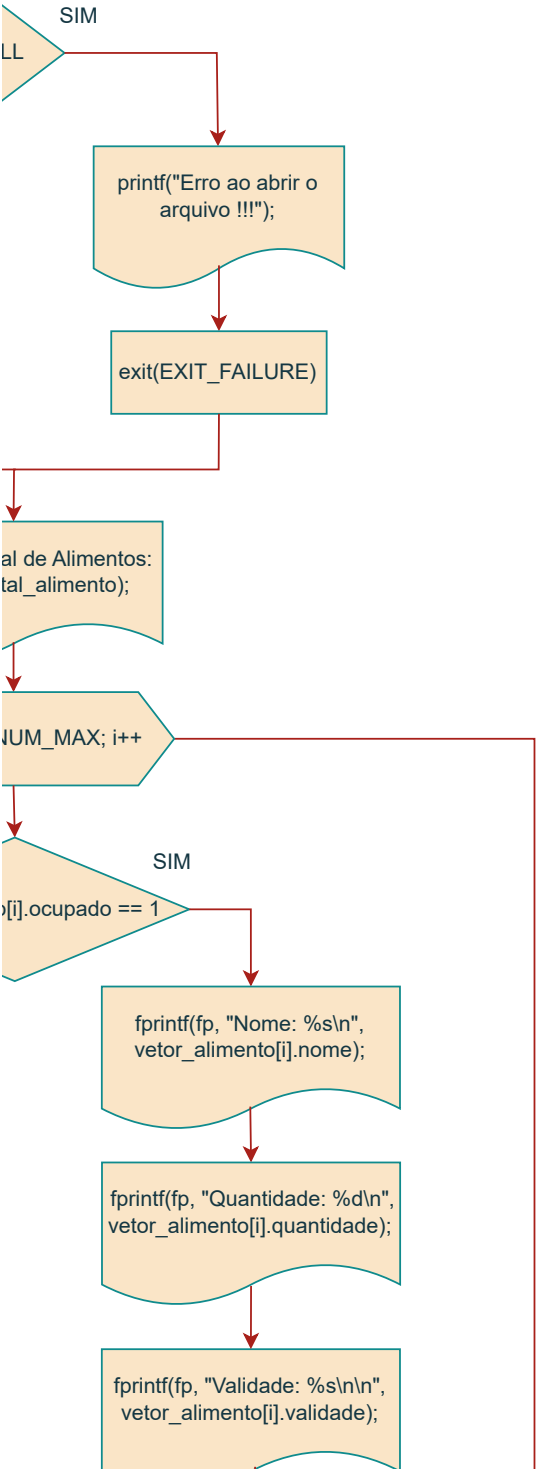 SIM
LL
printf("Erro ao abrir o
arquivo !!!");
exit(EXIT_FAILURE)
al de Alimentos:
tal_alimento);
NUM_MAX; i++
SIM
o[i].ocupado == 1
fprintf(fp, "Nome: %s\n",
vetor_alimento[i].nome);
fprintf(fp, "Quantidade: %d\n",
vetor_alimento[i].quantidade);
fprintf(fp, "Validade: %s\n\n",
vetor_alimento[i].validade);